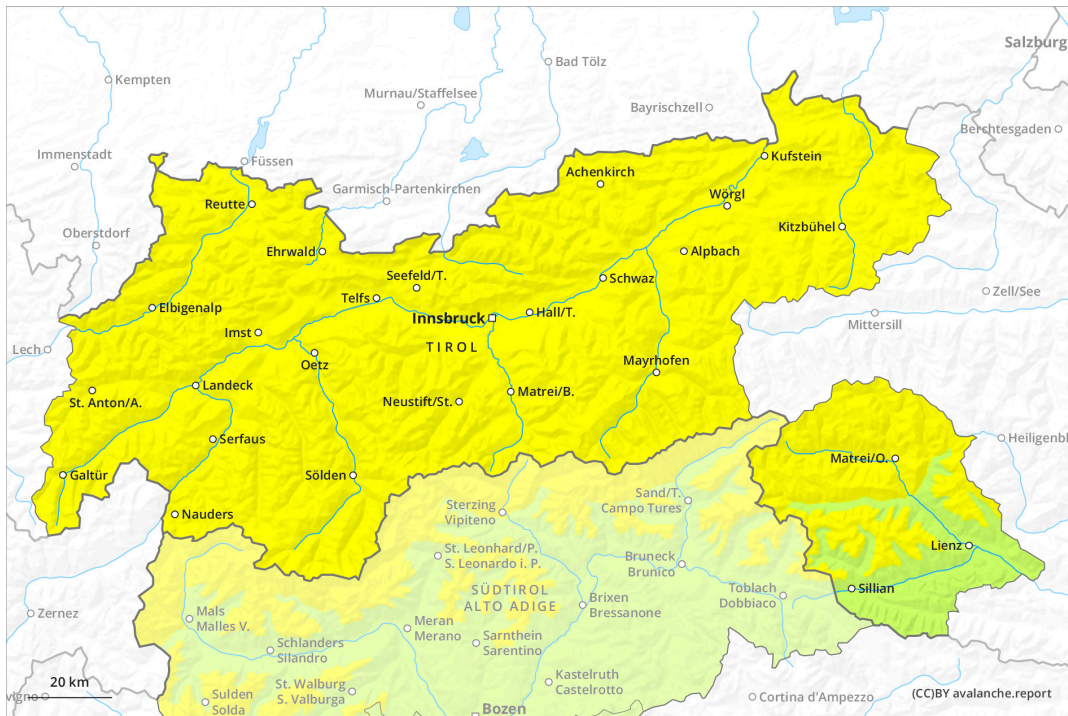 Salzburg
Bad Tölz
Kempten
Murnau/Staffelsee
Bayrischzell
Berchtesgaden
Immenstadt
Füssen
Kufstein
Achenkirch
Garmisch-Partenkirchen
Wörgl
Reutte
Oberstdorf
Kitzbühel
Ehrwald
Alpbach
Seefeld/T.
Schwaz
Zell/See
Telfs
Elbigenalp
Innsbruck
Hall/T.
Mittersill
Imst
TIROL
Lech
Oetz
Mayrhofen
Landeck
St. Anton/A.
Neustift/St.
Matrei/B.
Serfaus
Heiligenbl
Matrei/O.
Galtür
Sölden
Sand/T.
Campo Tures
Sterzing
Vipiteno
Nauders
Lienz
St. Leonhard/P.
S. Leonardo i. P.
Bruneck
Brunico
SÜDTIROL
ALTO ADIGE
Toblach
Dobbiaco
Sillian
Brixen
Bressanone
Zernez
Mals
Malles V.
Meran
Merano
Sarnthein
Sarentino
Schlanders
Silandro
Kastelruth
Castelrotto
20 km
St. Walburg
S. Valburga
vigno
Sulden
Solda
Cortina d'Ampezzo
(CC)BY avalanche.report
Bozen